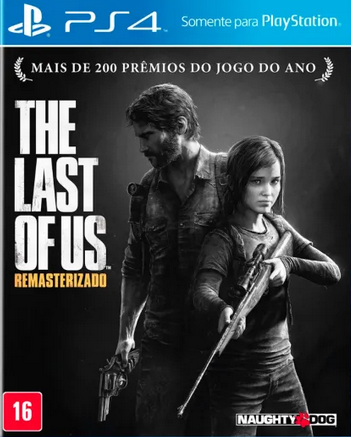 PS4
Somente para PlayStation®
MAIS DE 200 PRÊMIOS DO JOGO DO ANO
THE
LAST
OF US™
REMASTERIZADO
16
NAUGHTY DOG